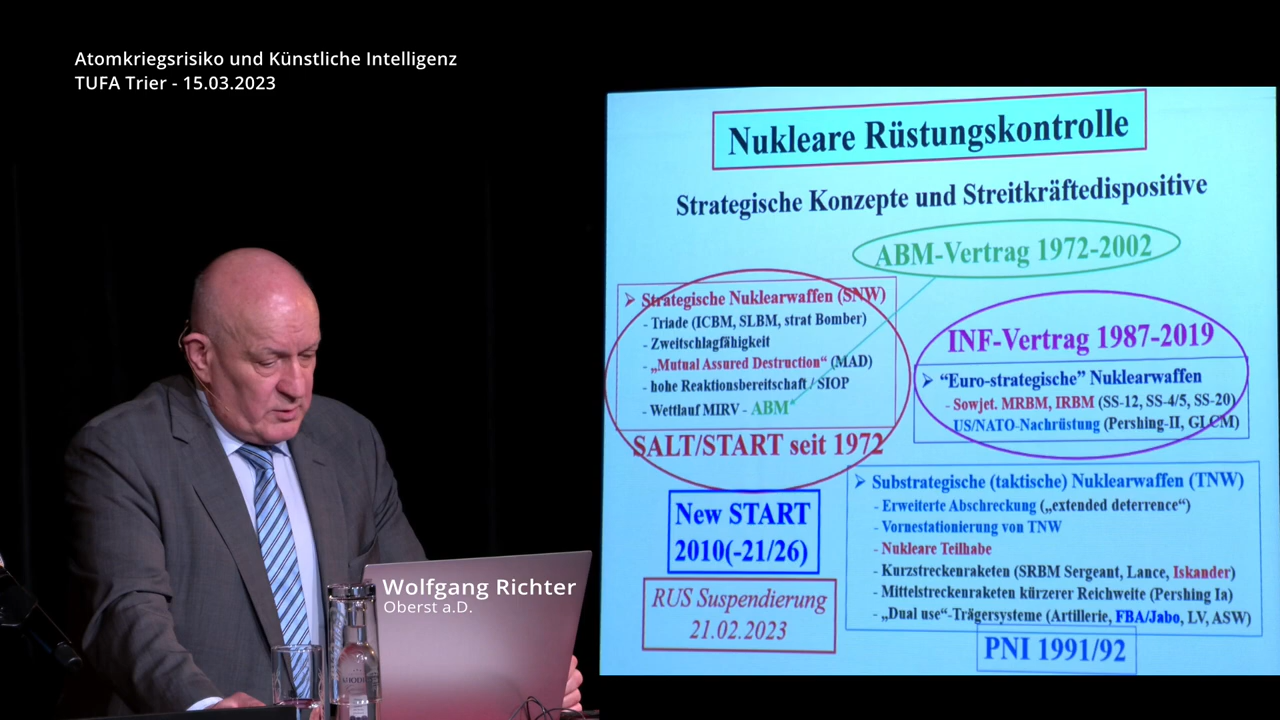 Atomkriegsrisiko und Künstliche Intelligenz
TUFA Trier - 15.03.2023
Nukleare Rüstungskontrolle
Strategische Konzepte und Streitkräftedispositive
ABM-Vertrag 1972-2002
➢ Strategische Nuklearwaffen (SNW)
- Triade (ICBM, SLBM, strat Bomber)
- Zweitschlagfähigkeit
- „Mutual Assured Destruction“ (MAD)
- hohe Reaktionsbereitschaft / SIOP
- Wettlauf MIRV - ABM
SALT/START seit 1972
INF-Vertrag 1987-2019
➢ “Euro-strategische” Nuklearwaffen
- Sowjet. MRBM, IRBM (SS-12, SS-4/5, SS-20)
US/NATO-Nachrüstung (Pershing-II, GLCM)
New START
2010(-21/26)
RUS Suspendierung
21.02.2023
➢ Substrategische (taktische) Nuklearwaffen (TNW)
- Erweiterte Abschreckung („extended deterrence“)
- Vornestationierung von TNW
- Nukleare Teilhabe
- Kurzstreckenraketen (SRBM Sergeant, Lance, Iskander)
- Mittelstreckenraketen kürzerer Reichweite (Pershing Ia)
- „Dual use“-Trägersysteme (Artillerie, FBA/Jabo, LV, ASW)
PNI 1991/92
Wolfgang Richter
Oberst a.D.